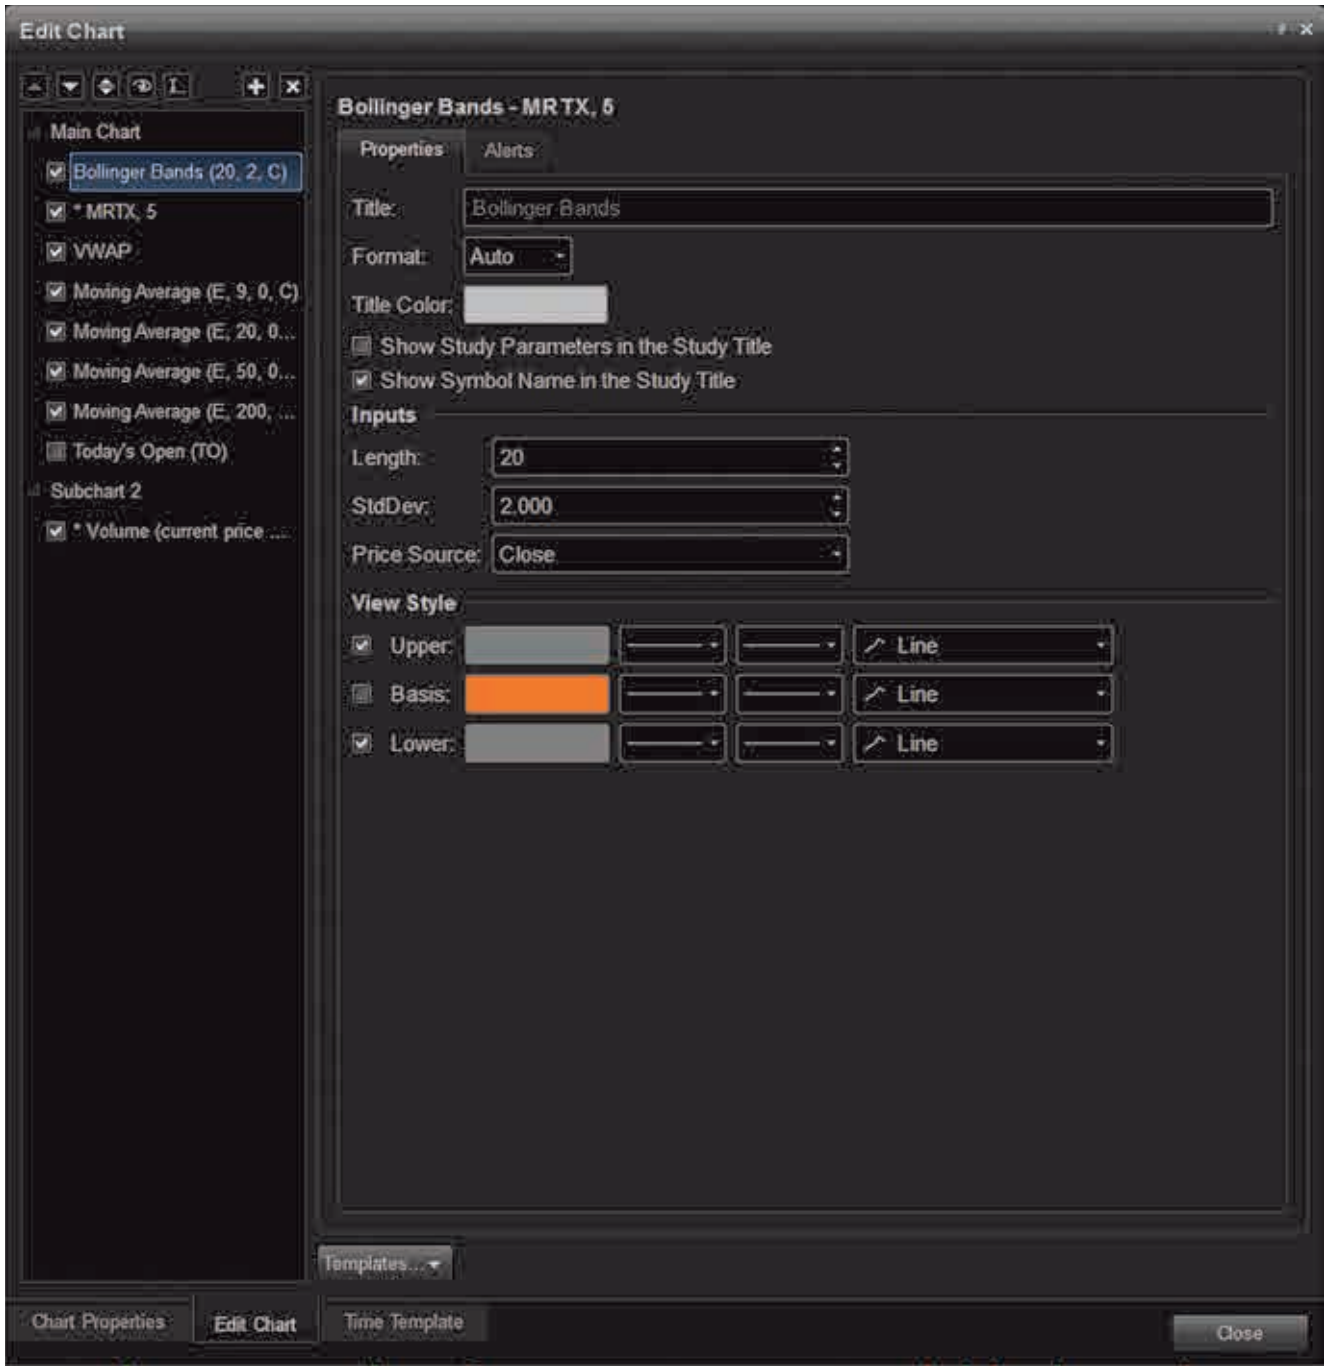 Edit Chart
Main Chart
Bollinger Bands (20, 2, C)
* MRTX, 5
VWAP
Moving Average (E, 9, 0, C)
Moving Average (E, 20, 0...
Moving Average (E, 50, 0...
Moving Average (E, 200, ...
Today's Open (TO)
Subchart 2
* Volume (current price ...
Bollinger Bands - MRTX, 5
Properties Alerts
Title: Bollinger Bands
Format: Auto
Title Color:
Show Study Parameters in the Study Title
Show Symbol Name in the Study Title
Inputs
Length: 20
StdDev: 2.000
Price Source: Close
View Style
Upper: Line
Basis: Line
Lower: Line
Templates...
Chart Properties Edit Chart Time Template Close